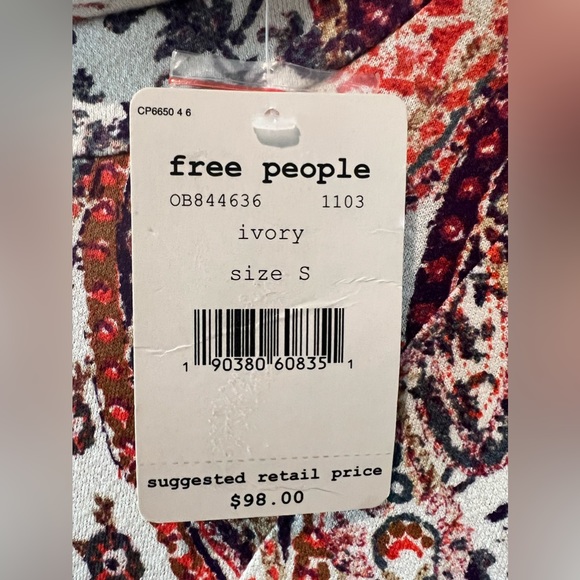 CP6650 4 6
free people
OB844636 1103
ivory
size S
1 90380 60835 1
suggested retail price
$98.00